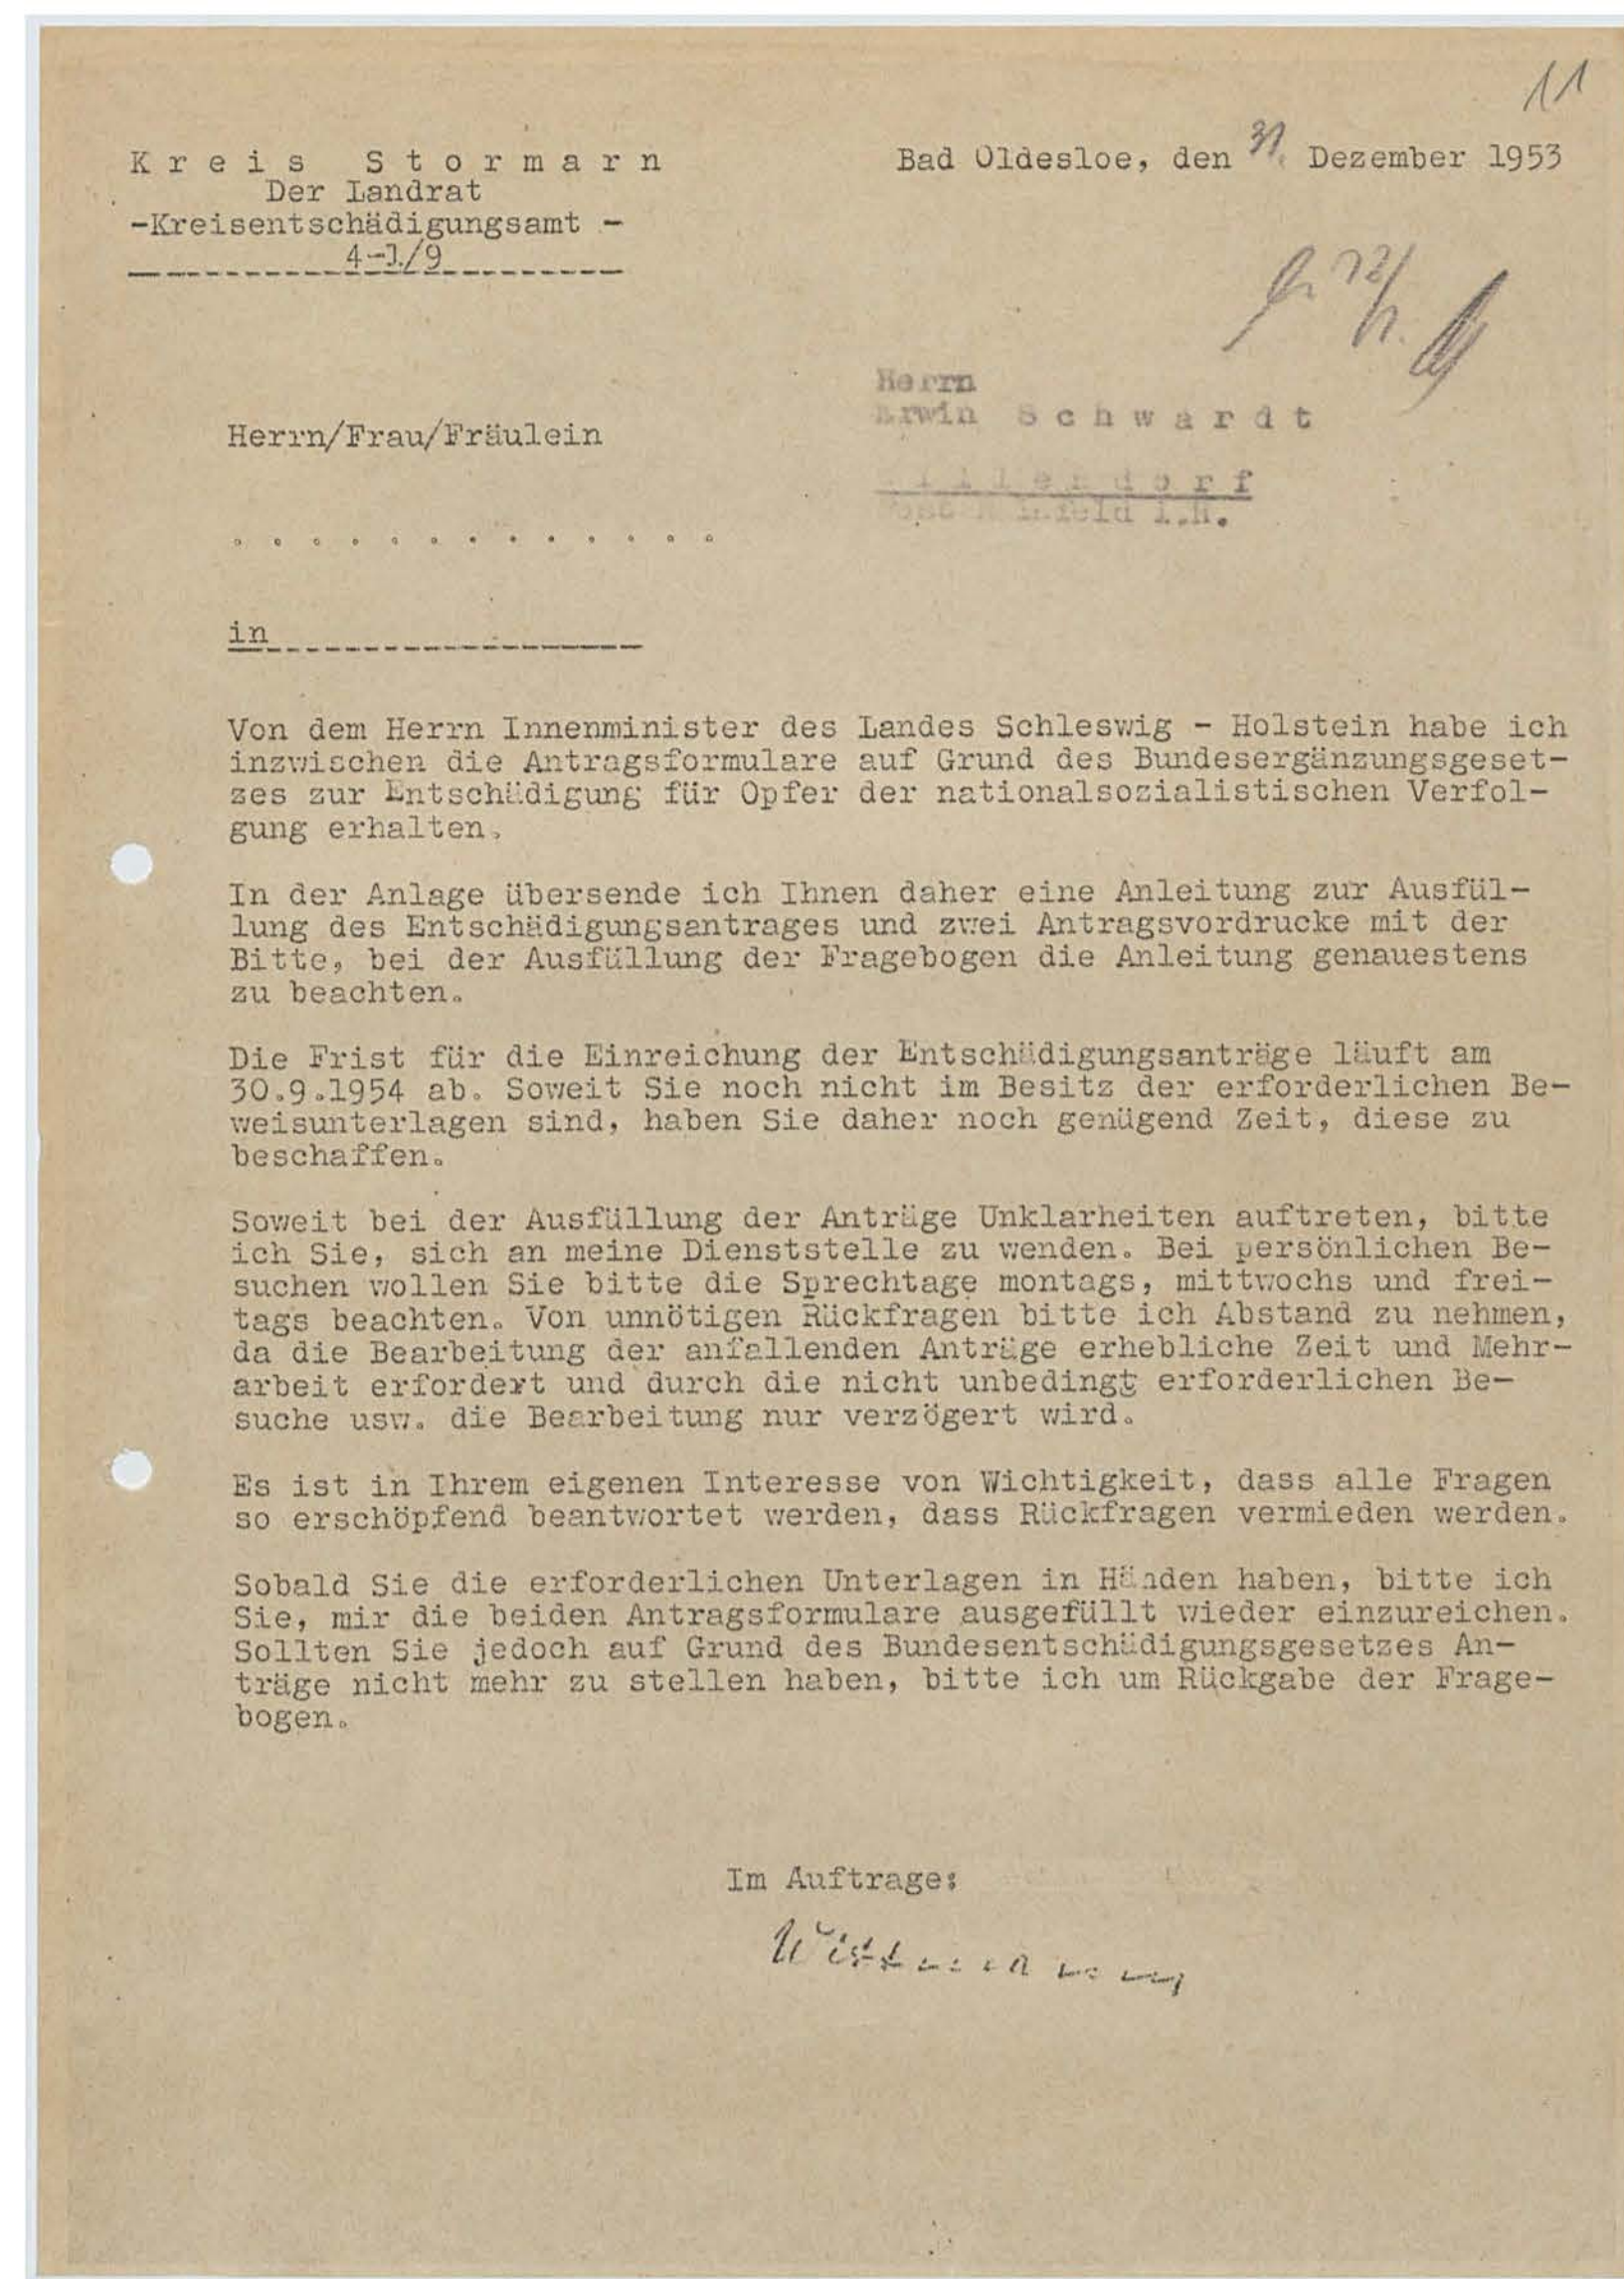 11
Kreis Stormarn
Der Landrat
-Kreisentschädigungsamt -
4-1/9
Bad Oldesloe, den 31. Dezember 1953
Herrn
Erwin Schwardt
Herrn/Frau/Fräulein
. . . . . . . . . . . . .
in
Von dem Herrn Innenminister des Landes Schleswig - Holstein habe ich
inzwischen die Antragsformulare auf Grund des Bundesergänzungsgeset-
zes zur Entschädigung für Opfer der nationalsozialistischen Verfol-
gung erhalten.
In der Anlage übersende ich Ihnen daher eine Anleitung zur Ausfül-
lung des Entschädigungsantrages und zwei Antragsvordrucke mit der
Bitte, bei der Ausfüllung der Fragebogen die Anleitung genauestens
zu beachten.
Die Frist für die Einreichung der Entschädigungsanträge läuft am
30.9.1954 ab. Soweit Sie noch nicht im Besitz der erforderlichen Be-
weisunterlagen sind, haben Sie daher noch genügend Zeit, diese zu
beschaffen.
Soweit bei der Ausfüllung der Anträge Unklarheiten auftreten, bitte
ich Sie, sich an meine Dienststelle zu wenden. Bei persönlichen Be-
suchen wollen Sie bitte die Sprechtage montags, mittwochs und frei-
tags beachten. Von unnötigen Rückfragen bitte ich Abstand zu nehmen,
da die Bearbeitung der anfallenden Anträge erhebliche Zeit und Mehr-
arbeit erfordert und durch die nicht unbedingt erforderlichen Be-
suche usw. die Bearbeitung nur verzögert wird.
Es ist in Ihrem eigenen Interesse von Wichtigkeit, dass alle Fragen
so erschöpfend beantwortet werden, dass Rückfragen vermieden werden.
Sobald Sie die erforderlichen Unterlagen in Händen haben, bitte ich
Sie, mir die beiden Antragsformulare ausgefüllt wieder einzureichen.
Sollten Sie jedoch auf Grund des Bundesentschädigungsgesetzes An-
träge nicht mehr zu stellen haben, bitte ich um Rückgabe der Frage-
bogen.
Im Auftrage: